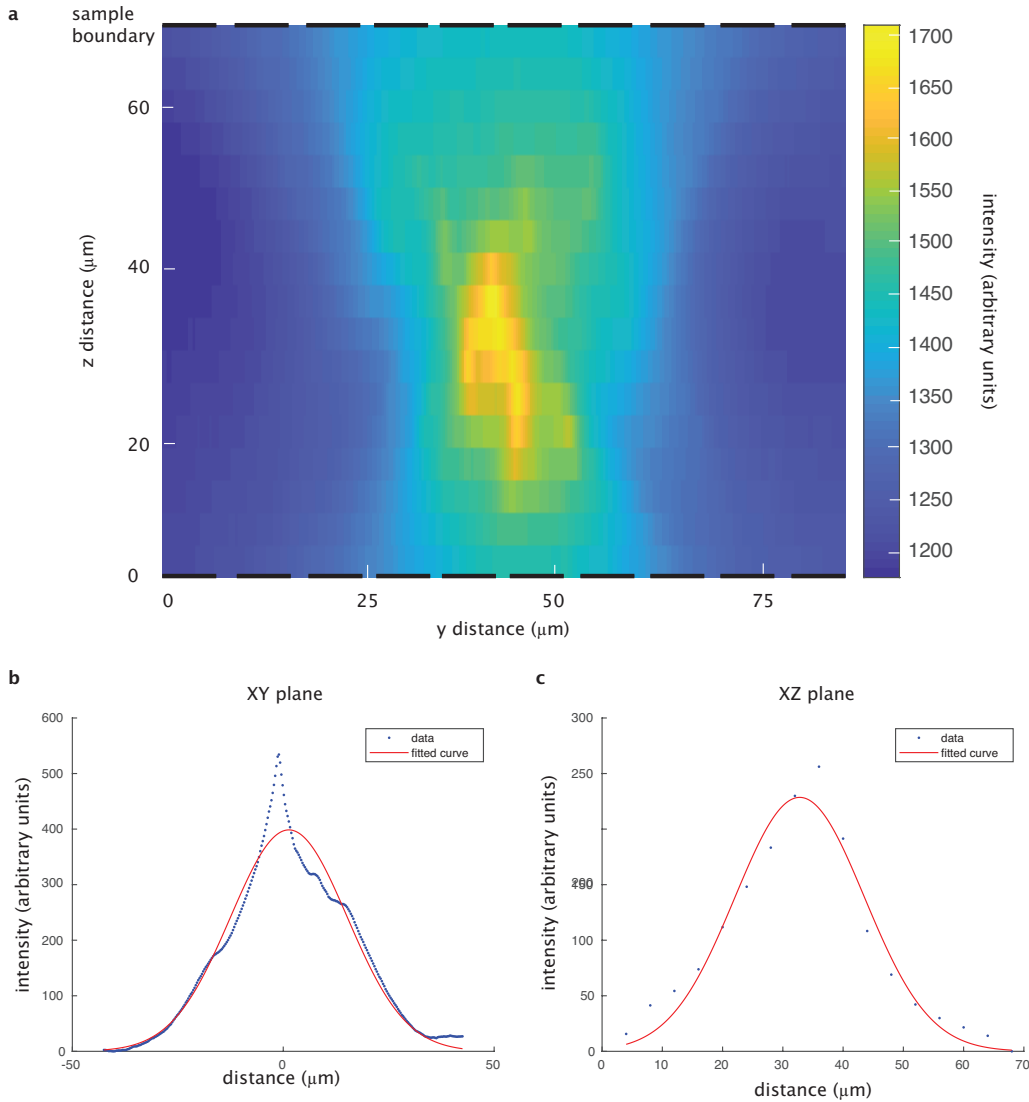 a
sample
boundary
60
40
20
0
z distance (μm)
0
25
50
75
y distance (μm)
1700
1650
1600
1550
1500
1450
1400
1350
1300
1250
1200
intensity (arbitrary units)
b
XY plane
600
500
400
300
200
100
0
intensity (arbitrary units)
-50
0
50
distance (μm)
data
fitted curve
c
XZ plane
300
250
200
150
100
50
0
intensity (arbitrary units)
0
10
20
30
40
50
60
70
distance (μm)
data
fitted curve